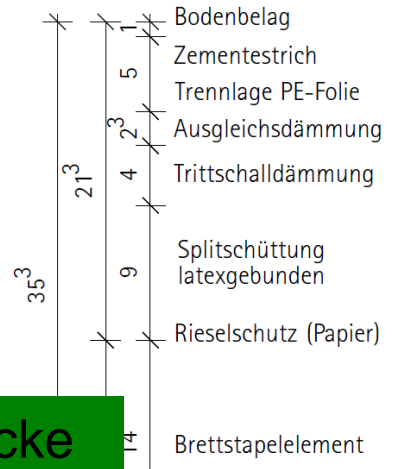 Bodenbelag
1
Zementestrich
5
Trennlage PE-Folie
2³
Ausgleichsdämmung
4
Trittschalldämmung
21³
9
Splitschüttung
latexgebunden
35³
Rieselschutz (Papier)
cke
14
Brettstapelelement